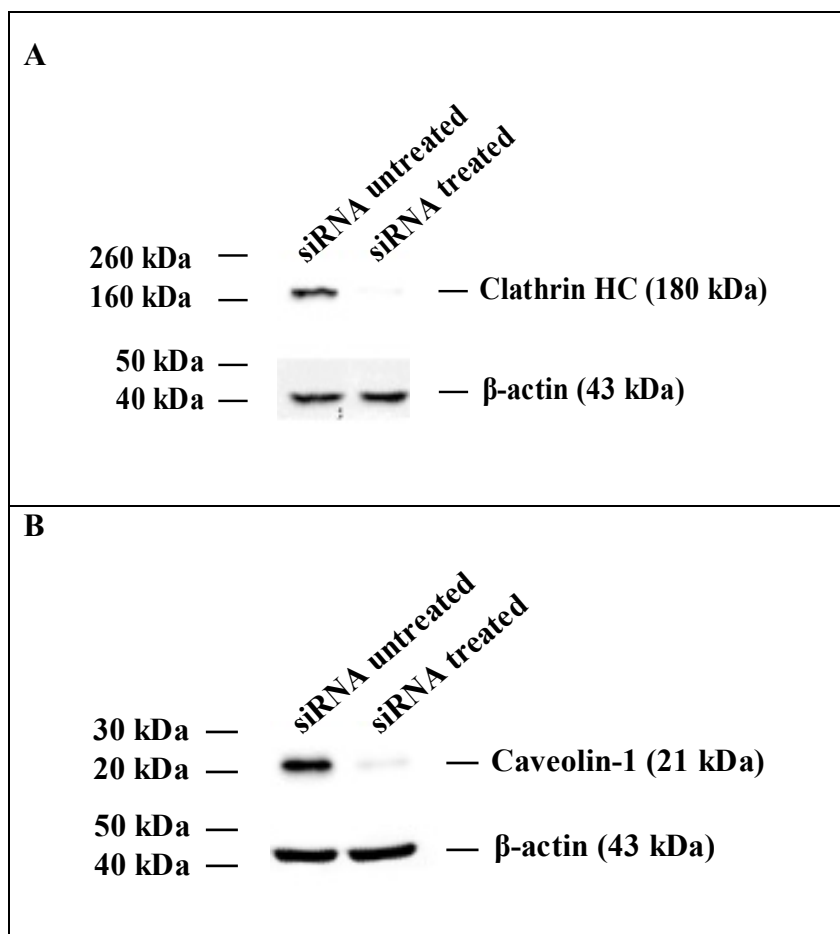 A
siRNA untreated
siRNA treated
260 kDa —
160 kDa — — Clathrin HC (180 kDa)
50 kDa —
40 kDa — — β-actin (43 kDa)
B
siRNA untreated
siRNA treated
30 kDa —
20 kDa — — Caveolin-1 (21 kDa)
50 kDa —
40 kDa — — β-actin (43 kDa)